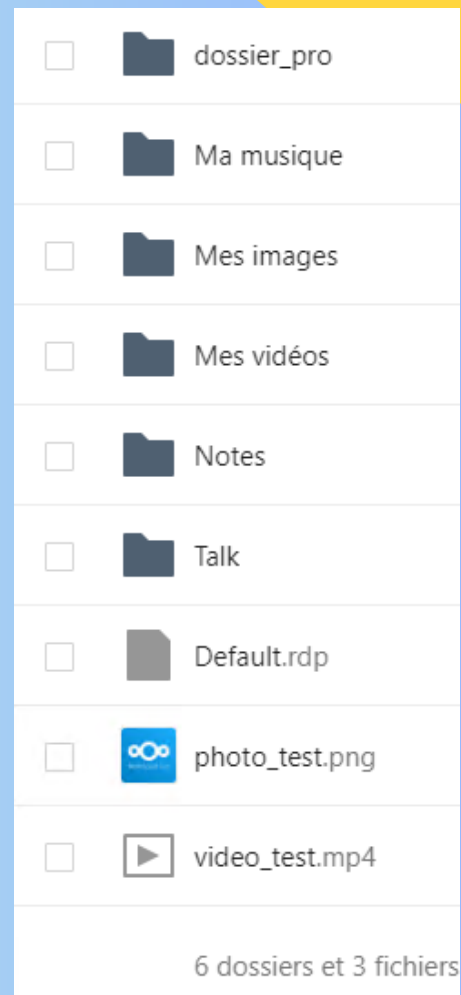 dossier_pro
Ma musique
Mes images
Mes vidéos
Notes
Talk
Default.rdp
photo_test.png
video_test.mp4
6 dossiers et 3 fichiers